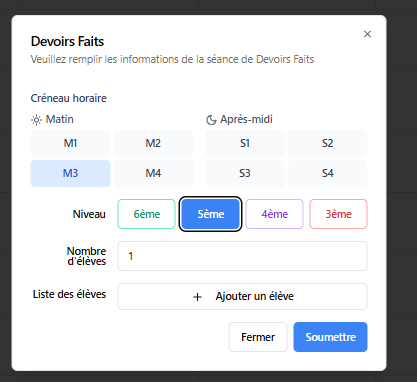 Devoirs Faits
Veuillez remplir les informations de la séance de Devoirs Faits
Créneau horaire
Matin
Après-midi
M1
M2
S1
S2
M3
M4
S3
S4
Niveau
6ème
5ème
4ème
3ème
Nombre
d'élèves
1
Liste des élèves
+ Ajouter un élève
Fermer
Soumettre